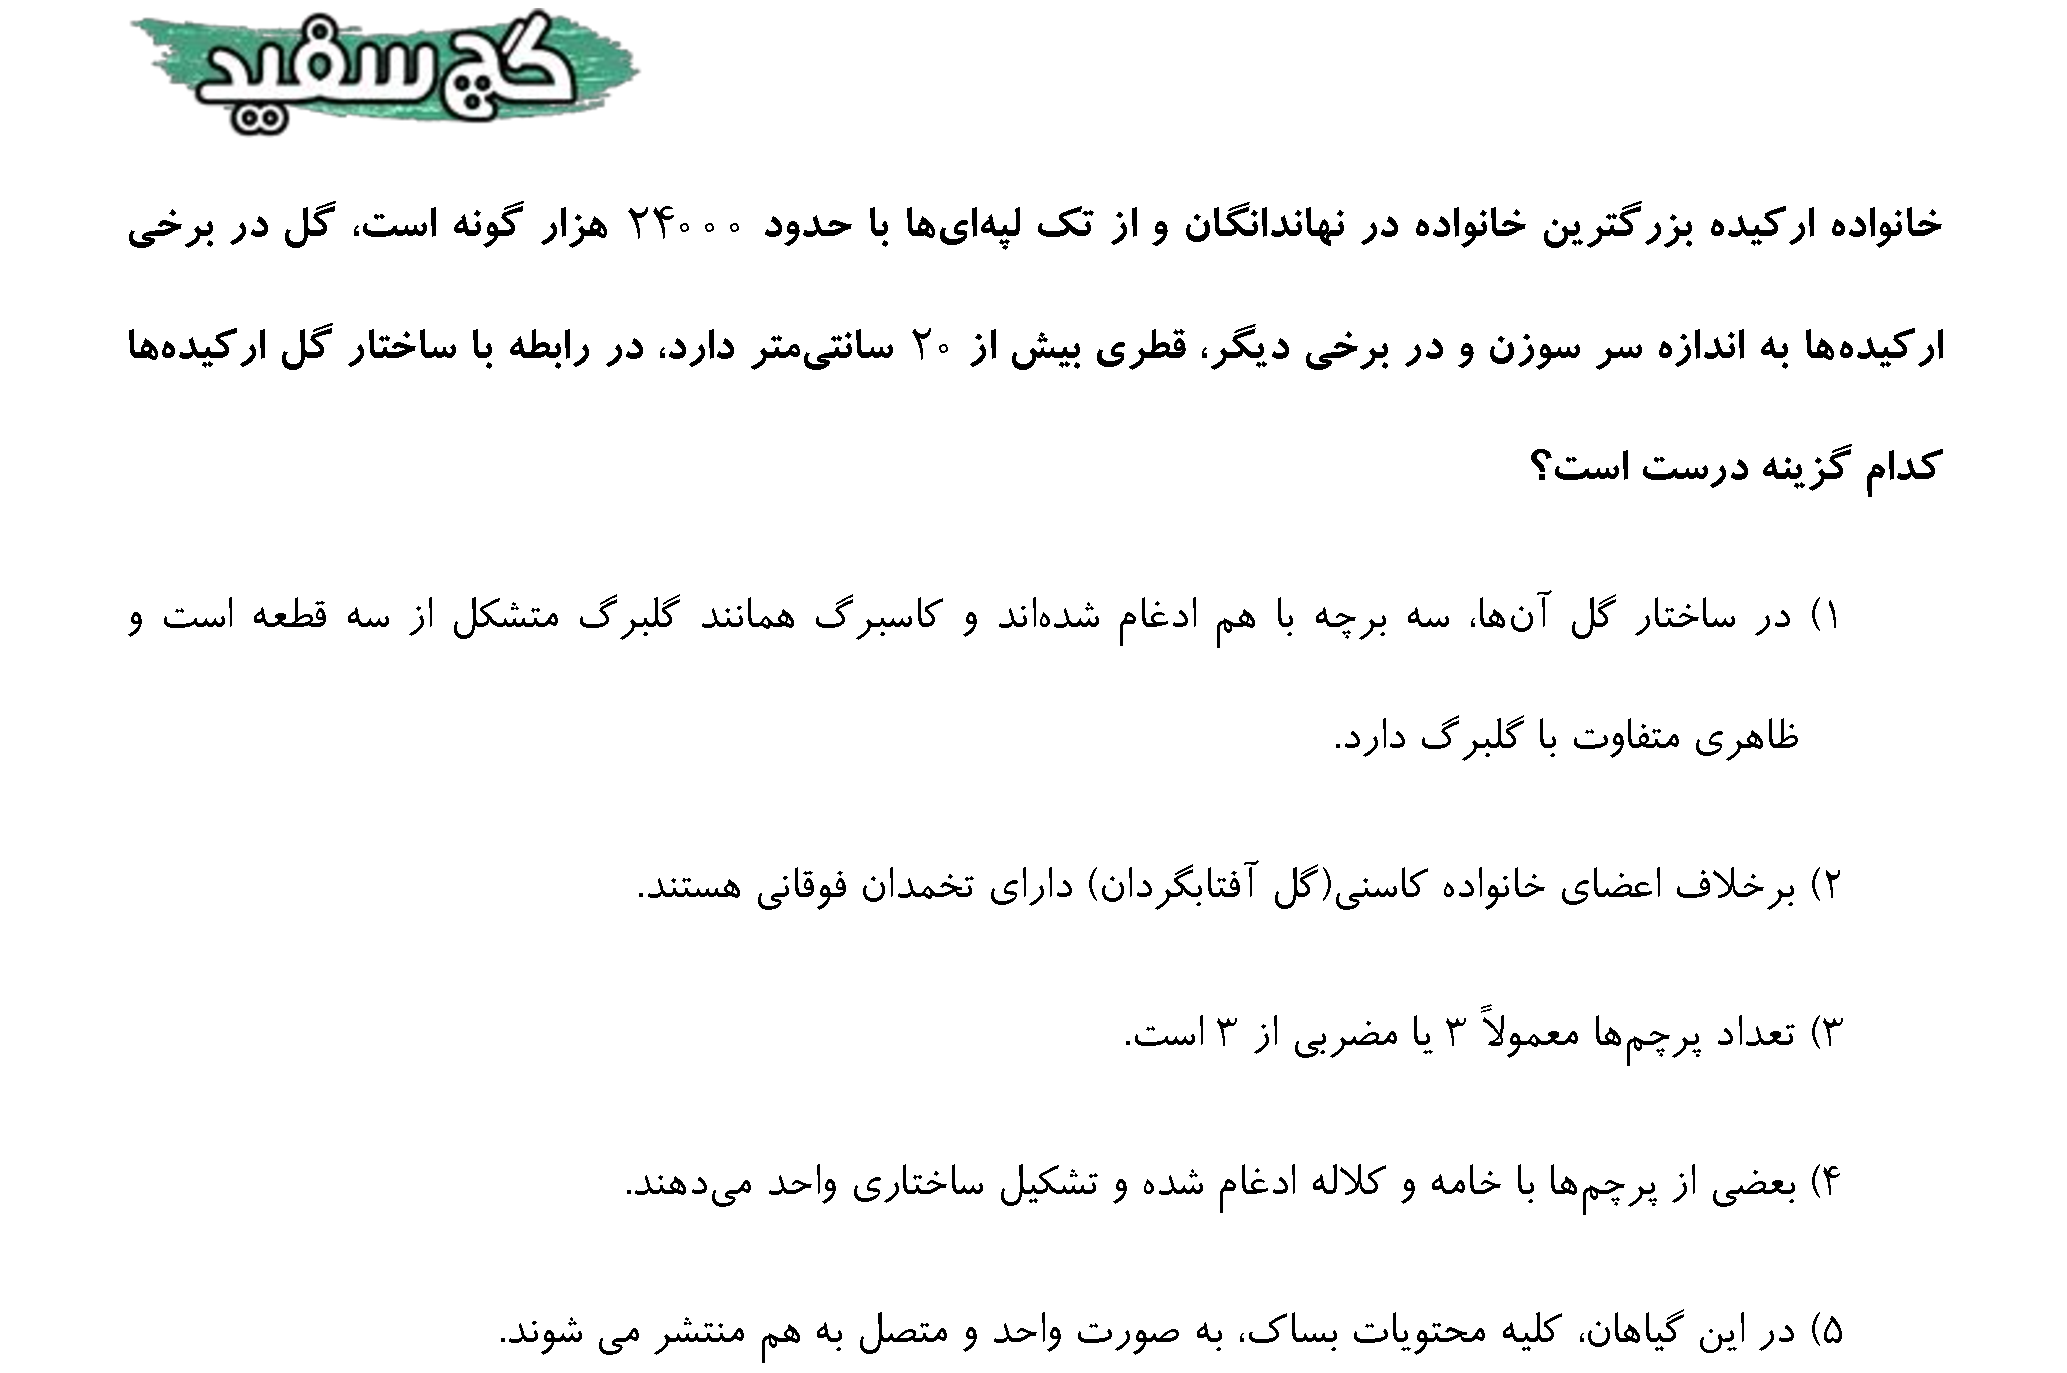 گچ سفید
خانواده ارکیده بزرگترین خانواده در نهاندانگان و از تک لپه‌ای‌ها با حدود ۲۴۰۰۰ هزار گونه است، گل در برخی
ارکیده‌ها به اندازه سر سوزن و در برخی دیگر، قطری بیش از ۲۰ سانتی‌متر دارد، در رابطه با ساختار گل ارکیده‌ها
کدام گزینه درست است؟
۱) در ساختار گل آن‌ها، سه برچه با هم ادغام شده‌اند و کاسبرگ همانند گلبرگ متشکل از سه قطعه است و
ظاهری متفاوت با گلبرگ دارد.
۲) برخلاف اعضای خانواده کاسنی(گل آفتابگردان) دارای تخمدان فوقانی هستند.
۳) تعداد پرچم‌ها معمولاً ۳ یا مضربی از ۳ است.
۴) بعضی از پرچم‌ها با خامه و کلاله ادغام شده و تشکیل ساختاری واحد می‌دهند.
۵) در این گیاهان، کلیه محتویات بساک، به صورت واحد و متصل به هم منتشر می شوند.